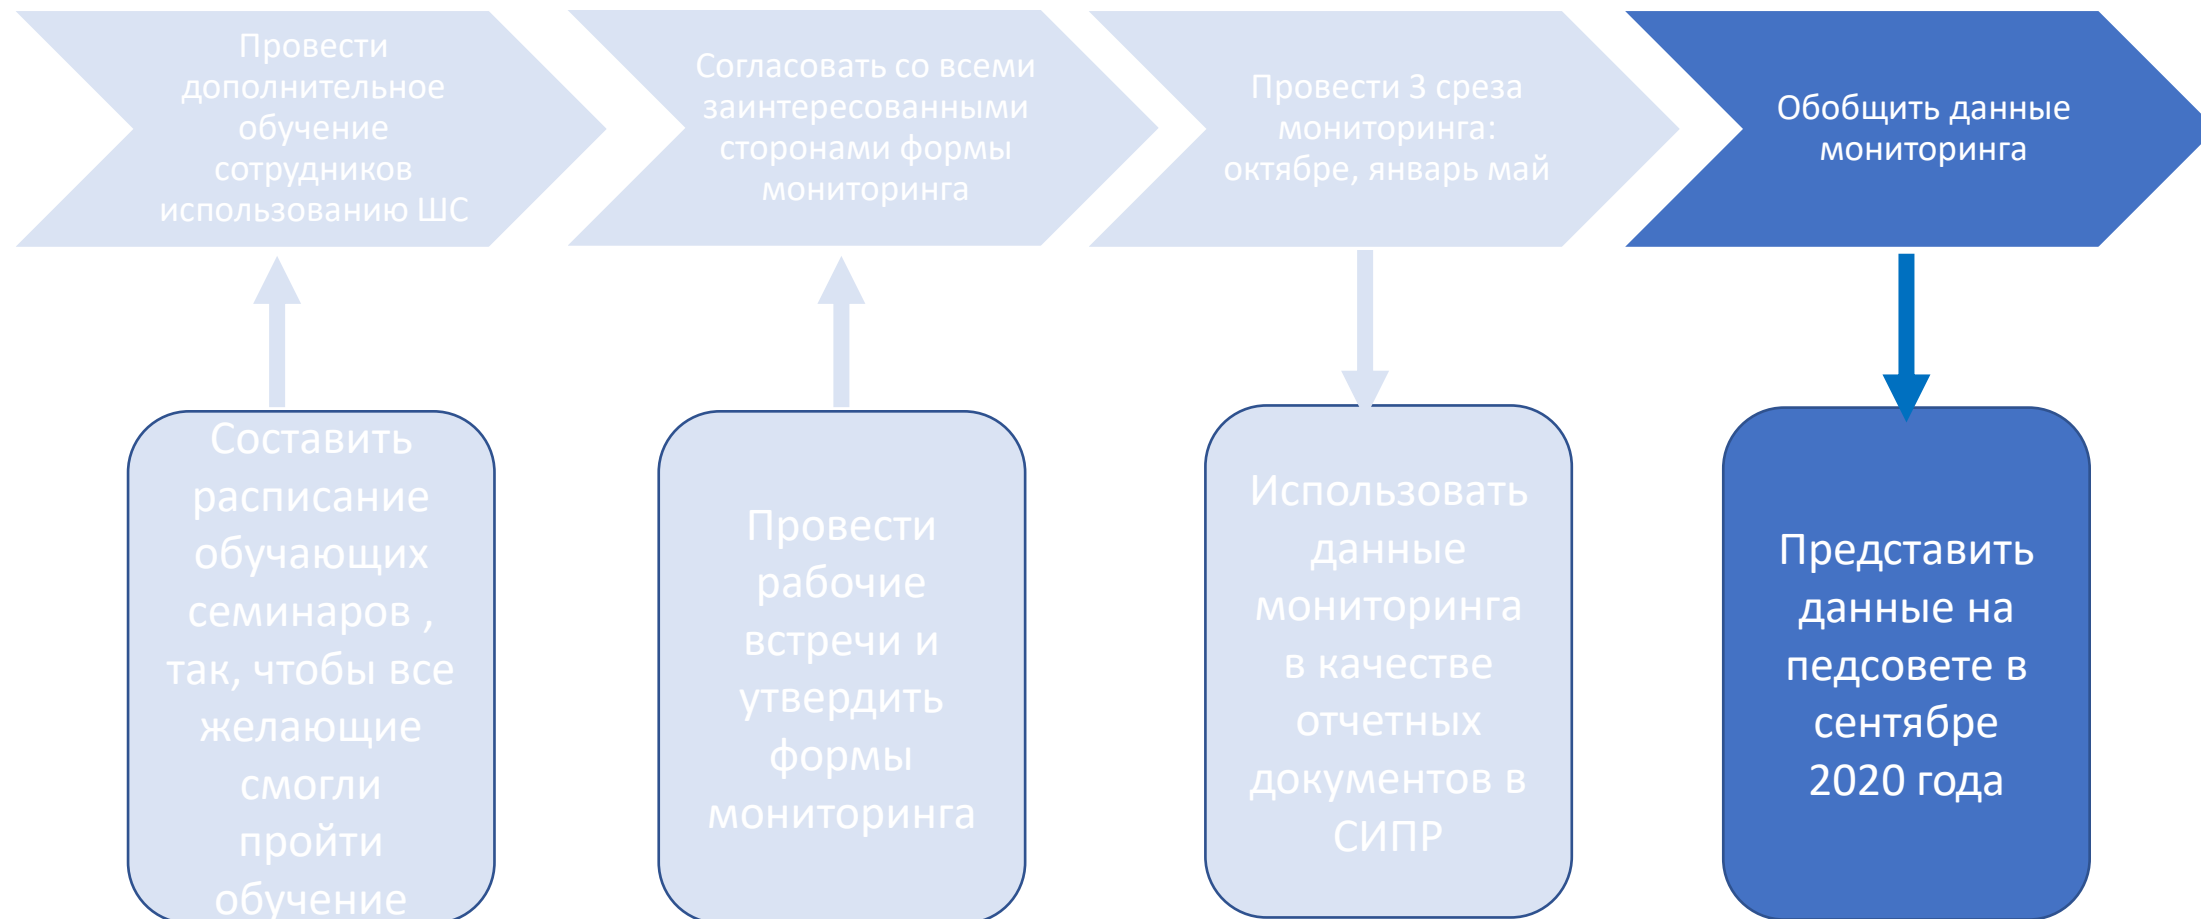 Провести
дополнительное
обучение
сотрудников
использованию ШС
Согласовать со всеми
заинтересованными
сторонами формы
мониторинга
Провести 3 среза
мониторинга:
октябре, январь май
Обобщить данные
мониторинга
Составить
расписание
обучающих
семинаров ,
так, чтобы все
желающие
смогли
пройти
обучение
Провести
рабочие
встречи и
утвердить
формы
мониторинга
Использовать
данные
мониторинга
в качестве
отчетных
документов в
СИПР
Представить
данные на
педсовете в
сентябре
2020 года